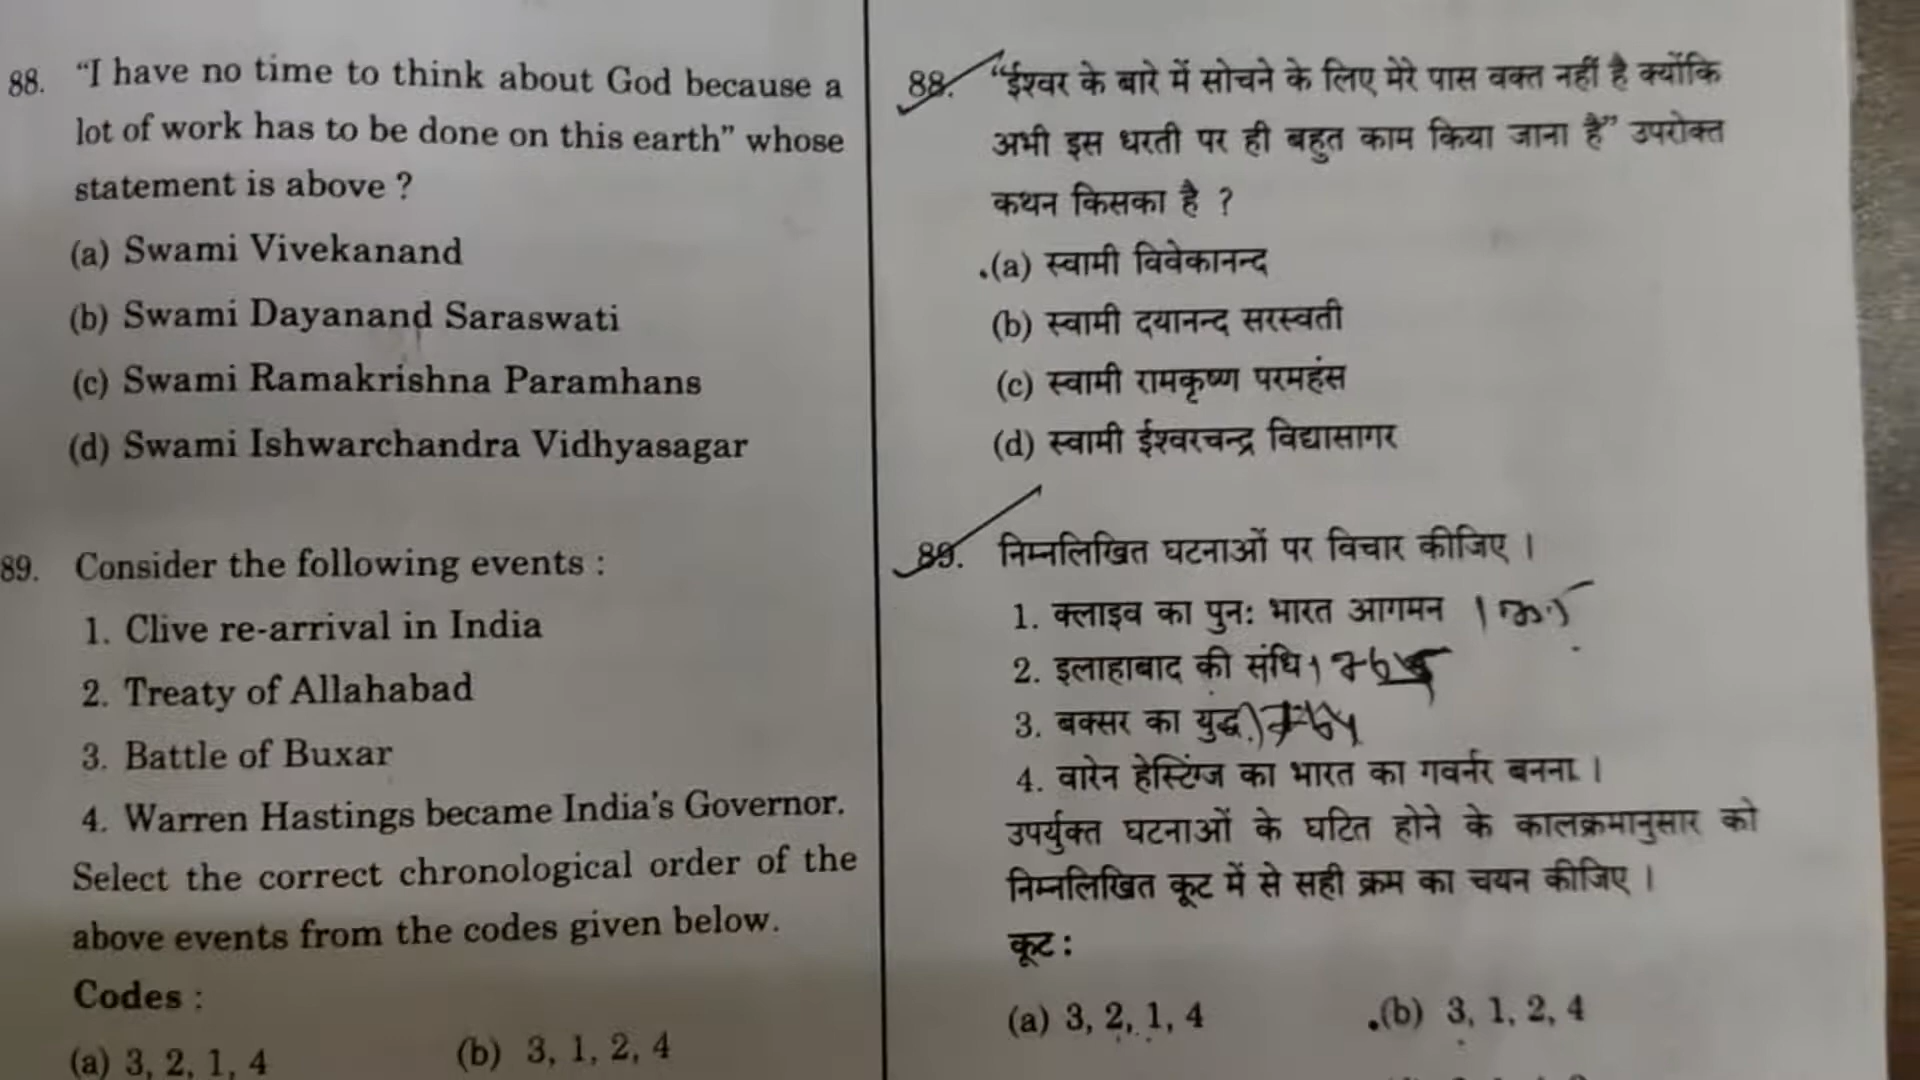 88. “I have no time to think about God because a
lot of work has to be done on this earth” whose
statement is above ?
(a) Swami Vivekanand
(b) Swami Dayanand Saraswati
(c) Swami Ramakrishna Paramhans
(d) Swami Ishwarchandra Vidhyasagar
89. Consider the following events :
1. Clive re-arrival in India
2. Treaty of Allahabad
3. Battle of Buxar
4. Warren Hastings became India's Governor.
Select the correct chronological order of the
above events from the codes given below.
Codes :
(a) 3, 2, 1, 4 (b) 3, 1, 2, 4
88. “ईश्वर के बारे में सोचने के लिए मेरे पास वक्त नहीं है क्योंकि
अभी इस धरती पर ही बहुत काम किया जाना है” उपरोक्त
कथन किसका है ?
(a) स्वामी विवेकानन्द
(b) स्वामी दयानन्द सरस्वती
(c) स्वामी रामकृष्ण परमहंस
(d) स्वामी ईश्वरचन्द्र विद्यासागर
89. निम्नलिखित घटनाओं पर विचार कीजिए ।
1. क्लाइव का पुनः भारत आगमन
2. इलाहाबाद की संधि
3. बक्सर का युद्ध
4. वारेन हेस्टिंग्ज का भारत का गवर्नर बनना ।
उपर्युक्त घटनाओं के घटित होने के कालक्रमानुसार को
निम्नलिखित कूट में से सही क्रम का चयन कीजिए ।
कूट :
(a) 3, 2, 1, 4 (b) 3, 1, 2, 4